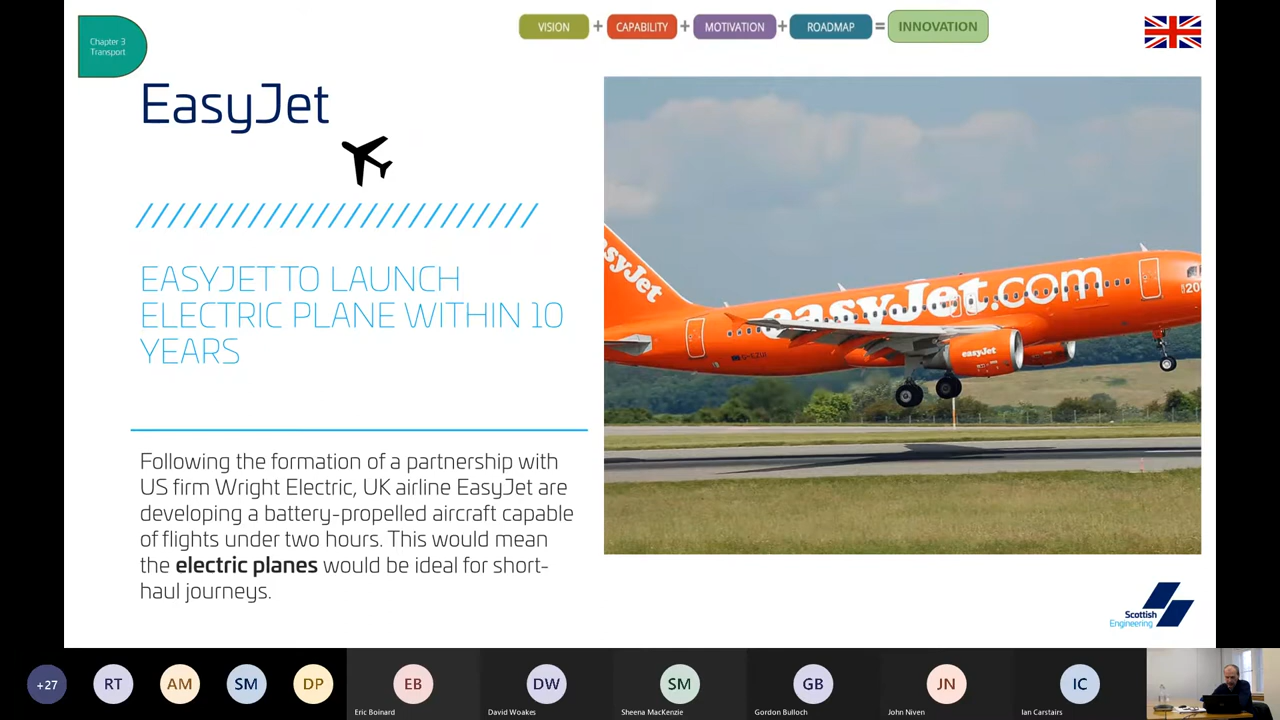 Chapter 3
Transport
VISION + CAPABILITY + MOTIVATION + ROADMAP = INNOVATION
EasyJet
EASYJET TO LAUNCH
ELECTRIC PLANE WITHIN 10
YEARS
Following the formation of a partnership with
US firm Wright Electric, UK airline EasyJet are
developing a battery-propelled aircraft capable
of flights under two hours. This would mean
the electric planes would be ideal for short-
haul journeys.
easyJet
easyJet.com
easyJet
Scottish
Engineering
+27
RT
AM
SM
DP
EB
DW
SM
GB
JN
IC
Eric Boinard
David Woakes
Sheena MacKenzie
Gordon Bulloch
John Niven
Ian Carstairs